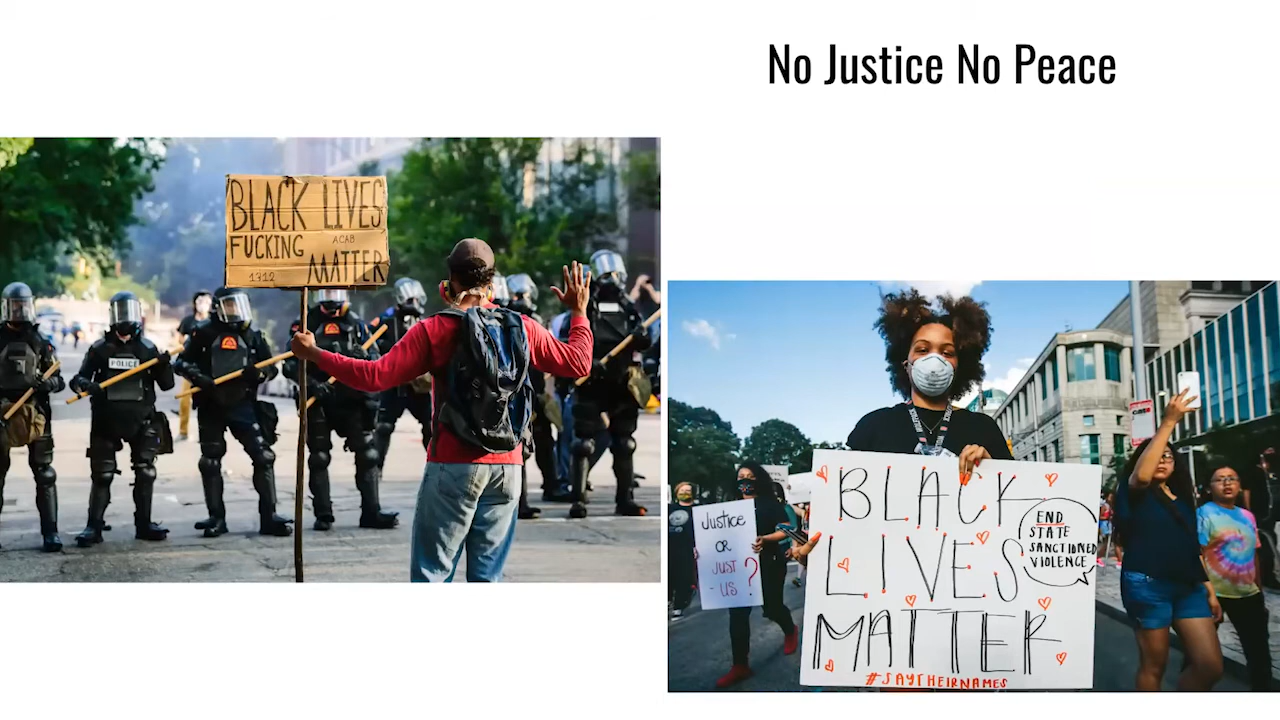 No Justice No Peace
BLACK LIVES
FUCKING ACAB
1312 MATTER
POLICE
BLACK
LIVES
MATTER
END
STATE
SANCTIONED
VIOLENCE
#SAYTHEIRNAMES
Justice
OR
JUST
-US ?